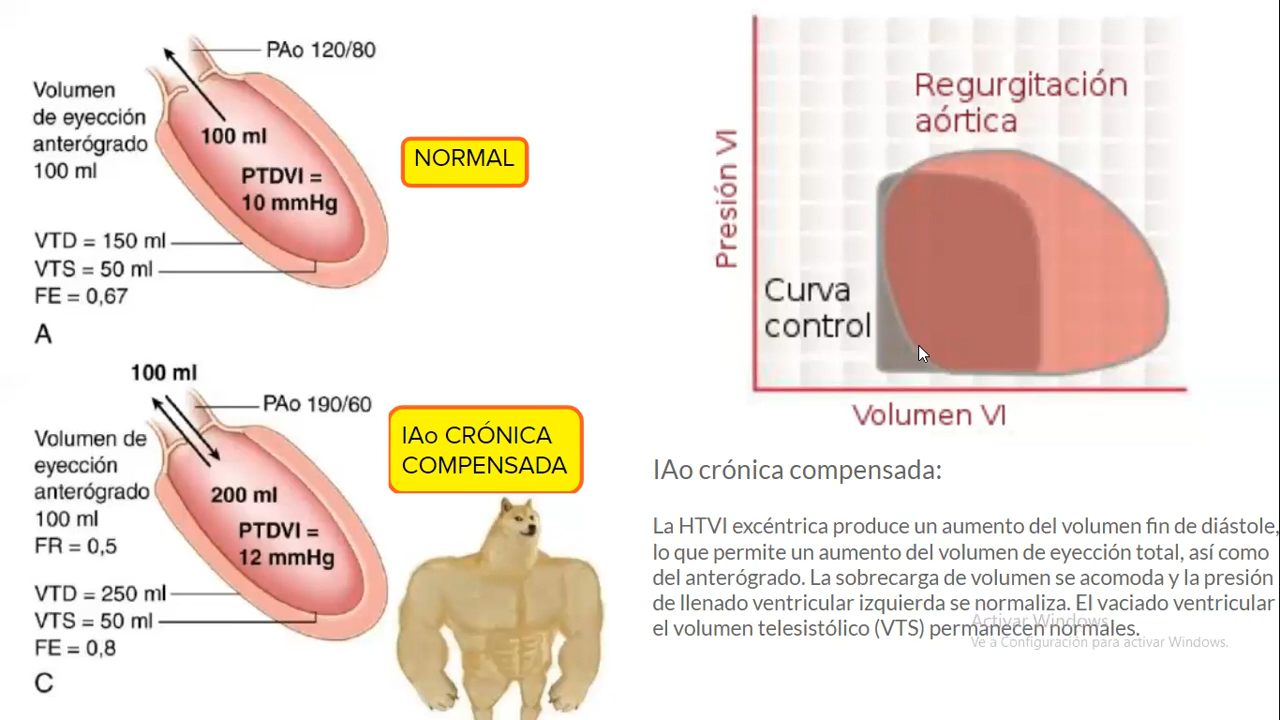 PAo 120/80
Volumen
de eyección
anterógrado
100 ml
100 ml
PTDVI =
10 mmHg
NORMAL
VTD = 150 ml
VTS = 50 ml
FE = 0,67
A
100 ml
PAo 190/60
Volumen de
eyección
anterógrado
100 ml
FR = 0,5
200 ml
PTDVI =
12 mmHg
IAo CRÓNICA
COMPENSADA
VTD = 250 ml
VTS = 50 ml
FE = 0,8
C
Regurgitación
aórtica
Presión VI
Curva
control
Volumen VI
IAo crónica compensada:
La HTVI excéntrica produce un aumento del volumen fin de diástole,
lo que permite un aumento del volumen de eyección total, así como
del anterógrado. La sobrecarga de volumen se acomoda y la presión
de llenado ventricular izquierda se normaliza. El vaciado ventricular
el volumen telesistólico (VTS) permanecen normales.
Activar Windows
Ve a Configuración para activar Windows.